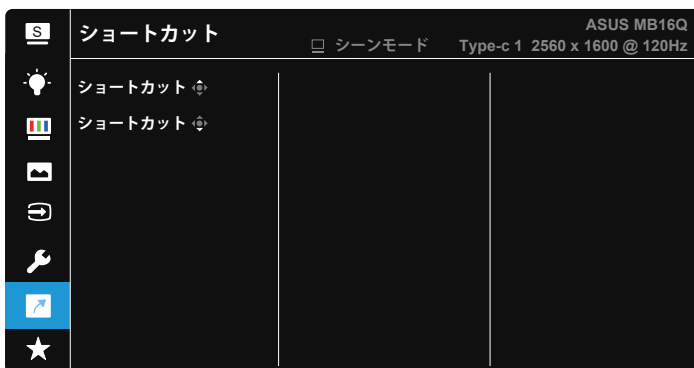 S
ショートカット
ASUS MB16Q
シーンモード
Type-c 1 2560 x 1600 @ 120Hz
ショートカット
ショートカット